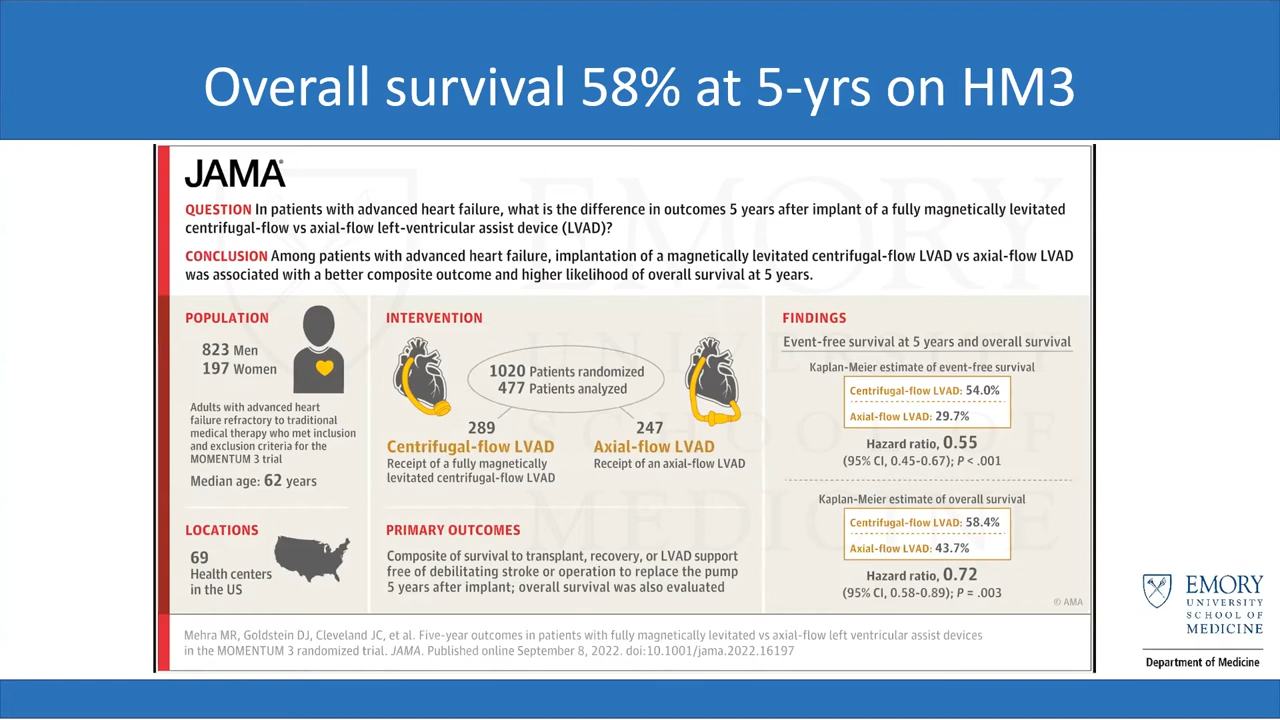 Overall survival 58% at 5-yrs on HM3
JAMA®
QUESTION In patients with advanced heart failure, what is the difference in outcomes 5 years after implant of a fully magnetically levitated
centrifugal-flow vs axial-flow left-ventricular assist device (LVAD)?
CONCLUSION Among patients with advanced heart failure, implantation of a magnetically levitated centrifugal-flow LVAD vs axial-flow LVAD
was associated with a better composite outcome and higher likelihood of overall survival at 5 years.
POPULATION
823 Men
197 Women
Adults with advanced heart
failure refractory to traditional
medical therapy who met inclusion
and exclusion criteria for the
MOMENTUM 3 trial
Median age: 62 years
LOCATIONS
69
Health centers
in the US
INTERVENTION
1020 Patients randomized
477 Patients analyzed
289
Centrifugal-flow LVAD
Receipt of a fully magnetically
levitated centrifugal-flow LVAD
247
Axial-flow LVAD
Receipt of an axial-flow LVAD
PRIMARY OUTCOMES
Composite of survival to transplant, recovery, or LVAD support
free of debilitating stroke or operation to replace the pump
5 years after implant; overall survival was also evaluated
FINDINGS
Event-free survival at 5 years and overall survival
Kaplan-Meier estimate of event-free survival
Centrifugal-flow LVAD: 54.0%
Axial-flow LVAD: 29.7%
Hazard ratio, 0.55
(95% CI, 0.45-0.67); P < .001
Kaplan-Meier estimate of overall survival
Centrifugal-flow LVAD: 58.4%
Axial-flow LVAD: 43.7%
Hazard ratio, 0.72
(95% CI, 0.58-0.89); P = .003
© AMA
Mehra MR, Goldstein DJ, Cleveland JC, et al. Five-year outcomes in patients with fully magnetically levitated vs axial-flow left ventricular assist devices
in the MOMENTUM 3 randomized trial. JAMA. Published online September 8, 2022. doi:10.1001/jama.2022.16197
EMORY
UNIVERSITY
SCHOOL OF
MEDICINE
Department of Medicine
EMORY
UNIVERSITY
SCHOOL OF
MEDICINE